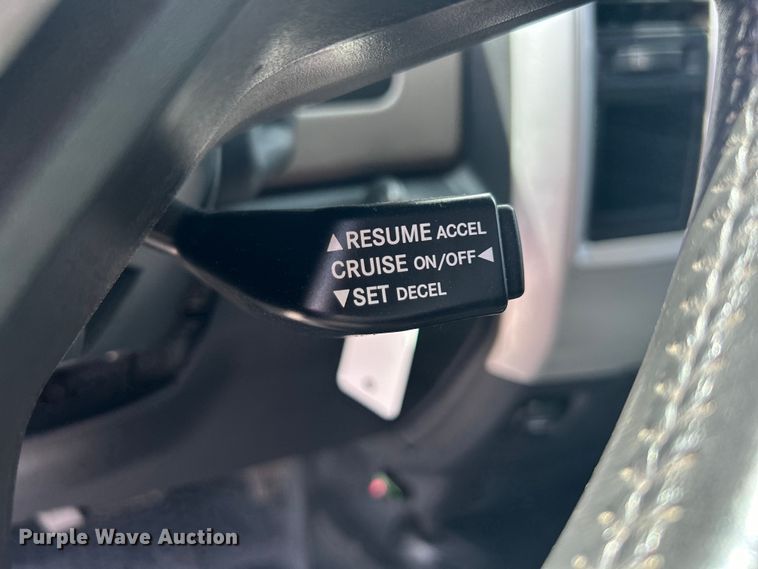 ▲RESUME ACCEL
CRUISE ON/OFF◀
▼SET DECEL
Purple Wave Auction